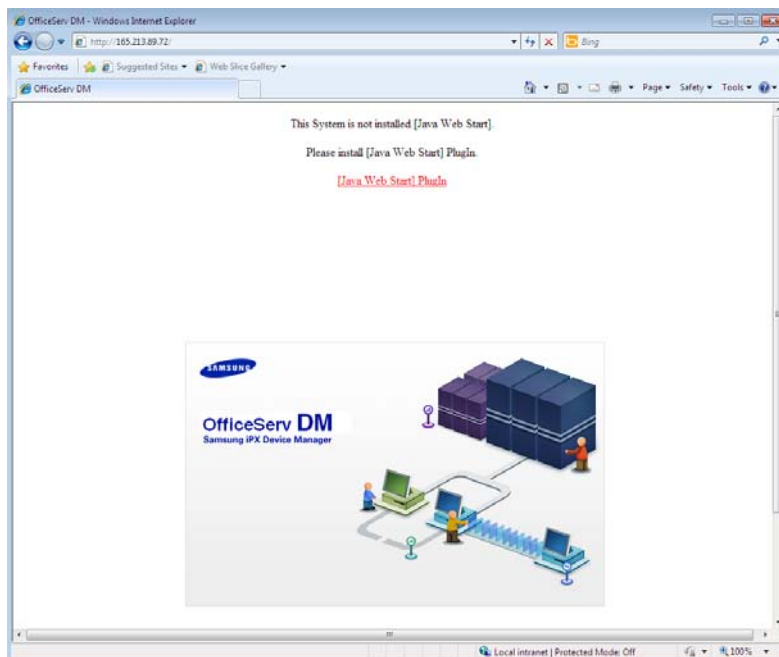 OfficeServ DM - Windows Internet Explorer
http://165.213.89.72/
Bing
Favorites Suggested Sites Web Slice Gallery
OfficeServ DM Page Safety Tools
This System is not installed [Java Web Start].
Please install [Java Web Start] PlugIn.
[Java Web Start] PlugIn
SAMSUNG
OfficeServ DM
Samsung iPX Device Manager
Local intranet | Protected Mode: Off 100%